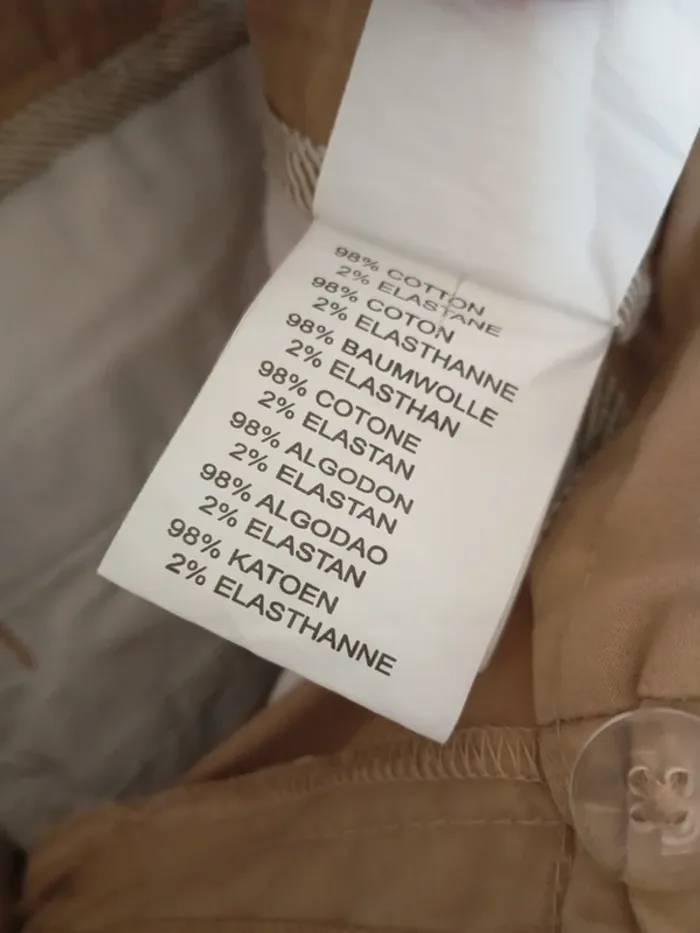 98% COTTON
2% ELASTANE
98% COTON
2% ELASTHANNE
98% BAUMWOLLE
2% ELASTHAN
98% COTONE
2% ELASTAN
98% ALGODON
2% ELASTAN
98% ALGODAO
2% ELASTAN
98% KATOEN
2% ELASTHANNE